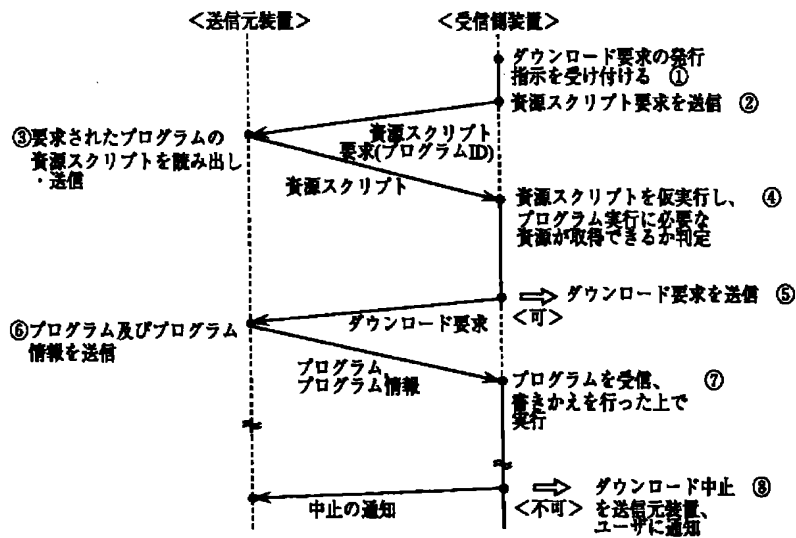 <送信元装置>
<受信側装置>
ダウンロード要求の発行
指示を受け付ける ①
資源スクリプト要求を送信 ②
③要求されたプログラムの
資源スクリプトを読み出し
・送信
資源スクリプト
要求(プログラムID)
資源スクリプト
資源スクリプトを仮実行し、 ④
プログラム実行に必要な
資源が取得できるか判定
⇨ ダウンロード要求を送信 ⑤
<可>
ダウンロード要求
⑥プログラム及びプログラム
情報を送信
プログラム、
プログラム情報
プログラムを受信、 ⑦
書きかえを行った上で
実行
⇨ ダウンロード中止 ⑧
<不可> を送信元装置、
ユーザに通知
中止の通知